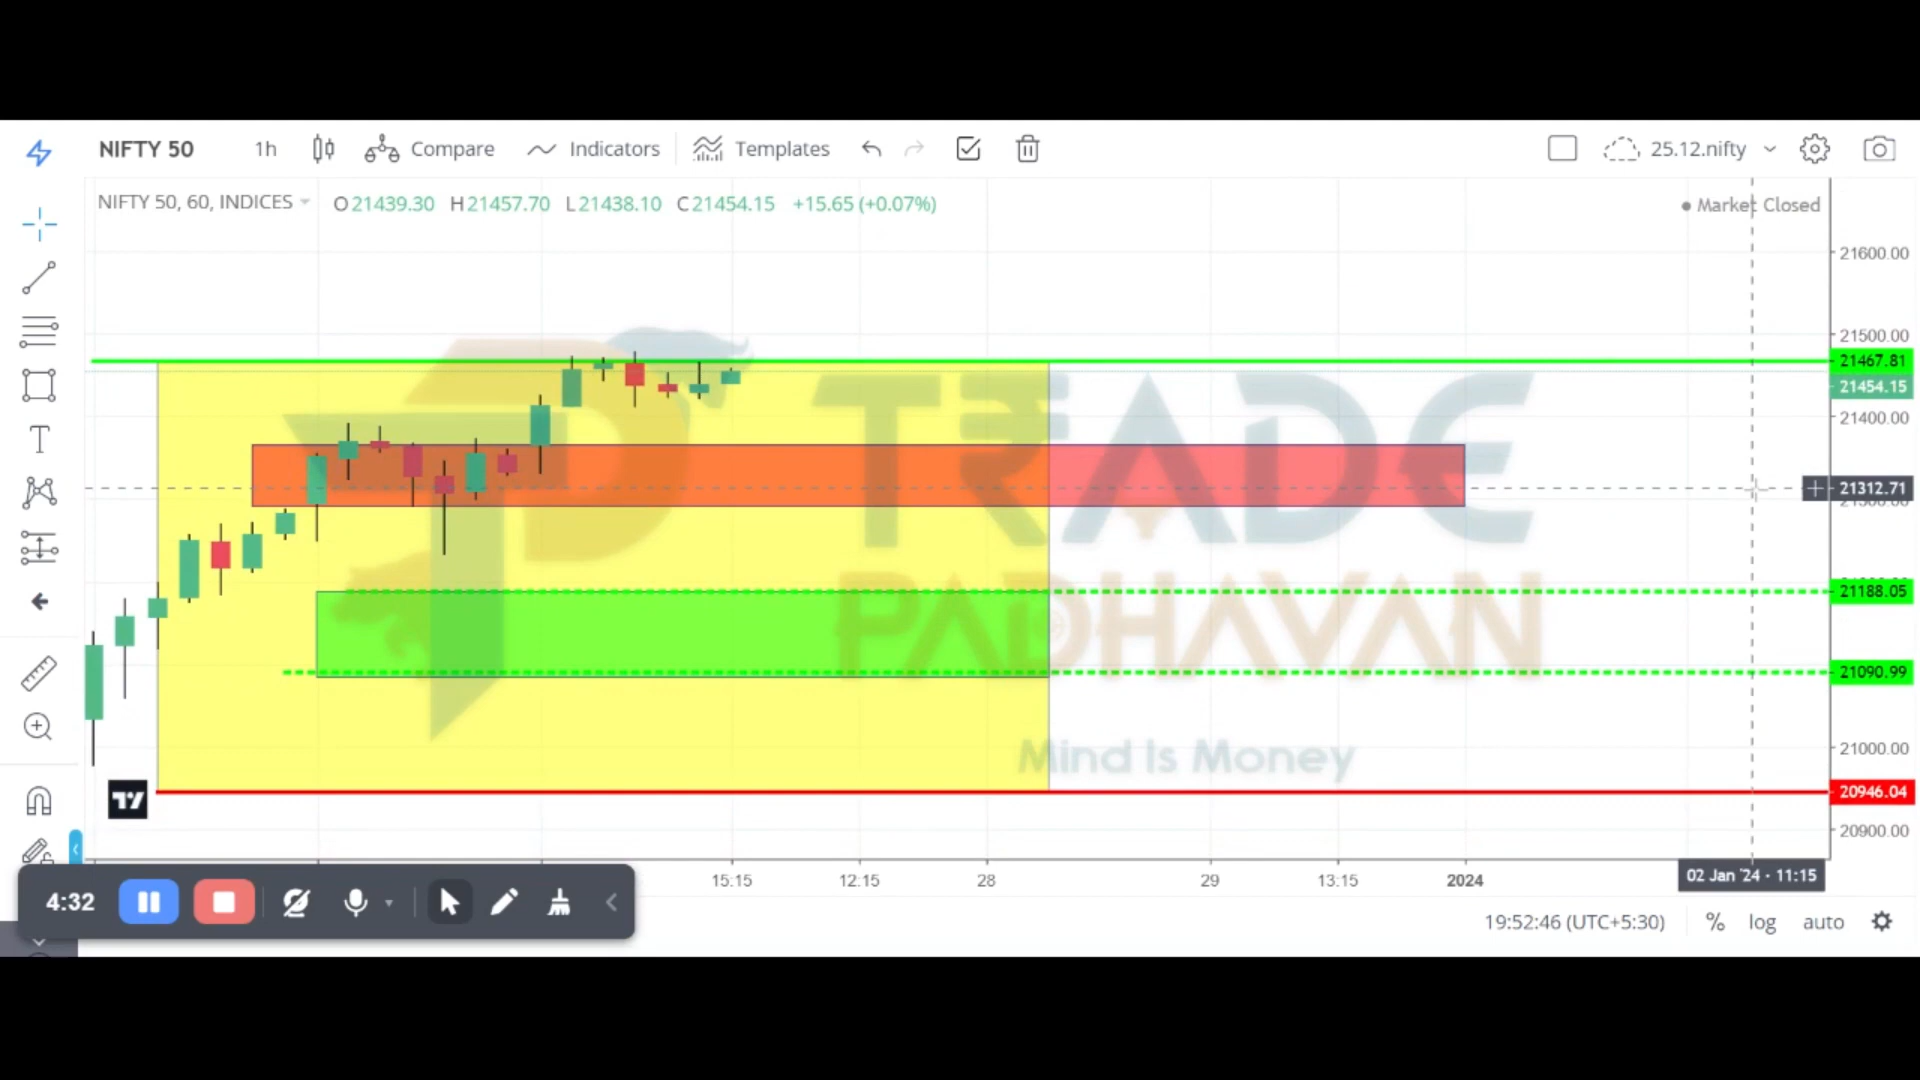 NIFTY 50 1h Compare Indicators Templates 25.12.nifty
NIFTY 50, 60, INDICES O21439.30 H21457.70 L21438.10 C21454.15 +15.65 (+0.07%)
Market Closed
21600.00
21500.00
21467.81
21454.15
21400.00
21312.71
21188.05
21090.99
21000.00
20946.04
20900.00
TRADE
PADHAVAN
Mind Is Money
15:15 12:15 28 29 13:15 2024 02 Jan '24 · 11:15
4:32
19:52:46 (UTC+5:30) % log auto